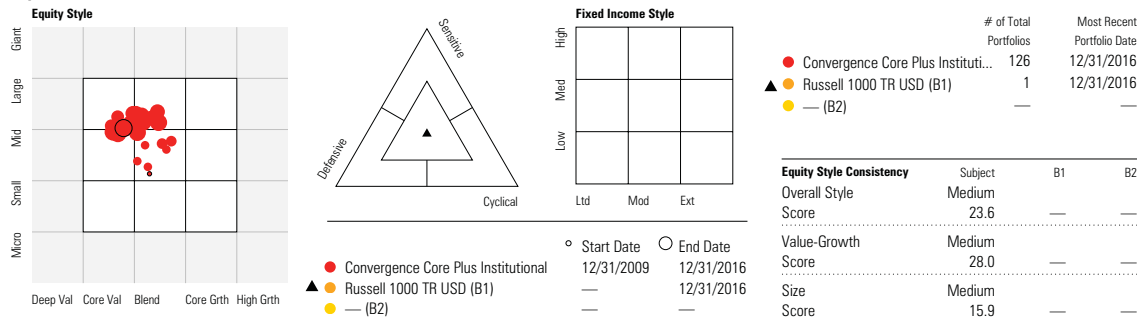 Equity Style
Giant
Large
Mid
Small
Micro
Deep Val Core Val Blend Core Grth High Grth
Sensitive
Defensive
Cyclical
Fixed Income Style
High
Med
Low
Ltd Mod Ext
Start Date End Date
Convergence Core Plus Institutional 12/31/2009 12/31/2016
Russell 1000 TR USD (B1) — 12/31/2016
— (B2) — —
# of Total Most Recent
Portfolios Portfolio Date
Convergence Core Plus Instituti... 126 12/31/2016
Russell 1000 TR USD (B1) 1 12/31/2016
— (B2) — —
Equity Style Consistency Subject B1 B2
Overall Style Medium
Score 23.6 — —
Value-Growth Medium
Score 28.0 — —
Size Medium
Score 15.9 — —